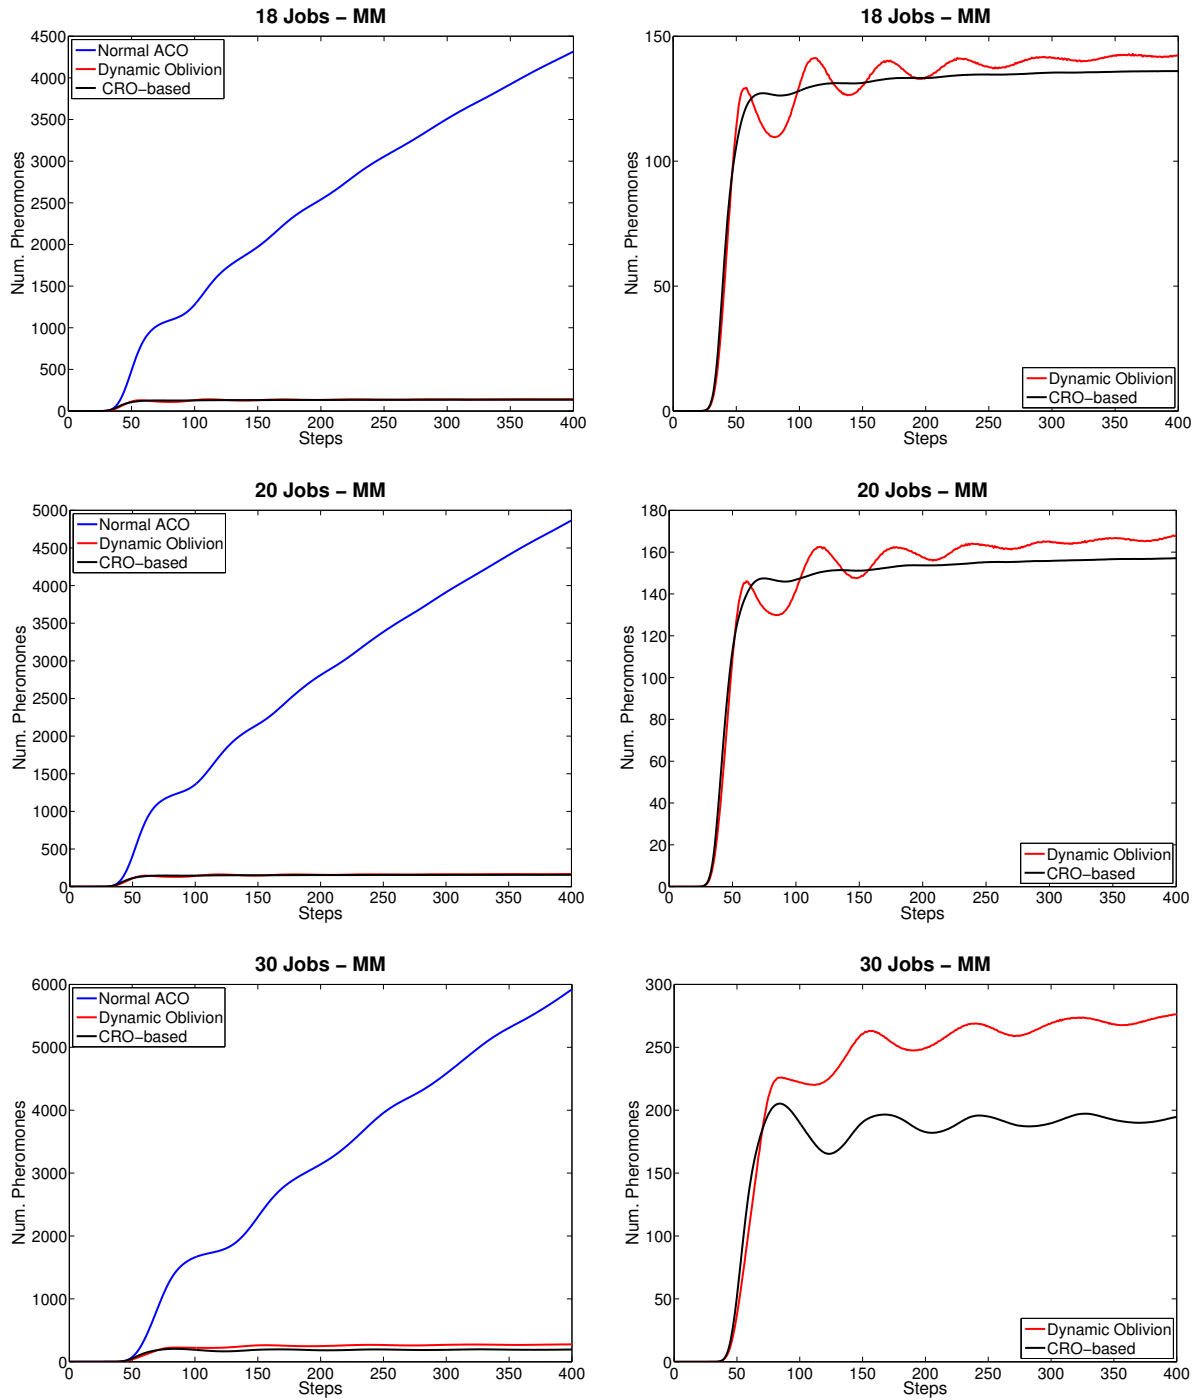 18 Jobs − MM
4500
4000
3500
3000
2500
2000
1500
1000
500
0
Num. Pheromones
Normal ACO
Dynamic Oblivion
CRO−based
0 50 100 150 200 250 300 350 400
Steps
18 Jobs − MM
150
100
50
0
Num. Pheromones
Dynamic Oblivion
CRO−based
0 50 100 150 200 250 300 350 400
Steps
20 Jobs − MM
5000
4500
4000
3500
3000
2500
2000
1500
1000
500
0
Num. Pheromones
Normal ACO
Dynamic Oblivion
CRO−based
0 50 100 150 200 250 300 350 400
Steps
20 Jobs − MM
180
160
140
120
100
80
60
40
20
0
Num. Pheromones
Dynamic Oblivion
CRO−based
0 50 100 150 200 250 300 350 400
Steps
30 Jobs − MM
6000
5000
4000
3000
2000
1000
0
Num. Pheromones
Normal ACO
Dynamic Oblivion
CRO−based
0 50 100 150 200 250 300 350 400
Steps
30 Jobs − MM
300
250
200
150
100
50
0
Num. Pheromones
Dynamic Oblivion
CRO−based
0 50 100 150 200 250 300 350 400
Steps